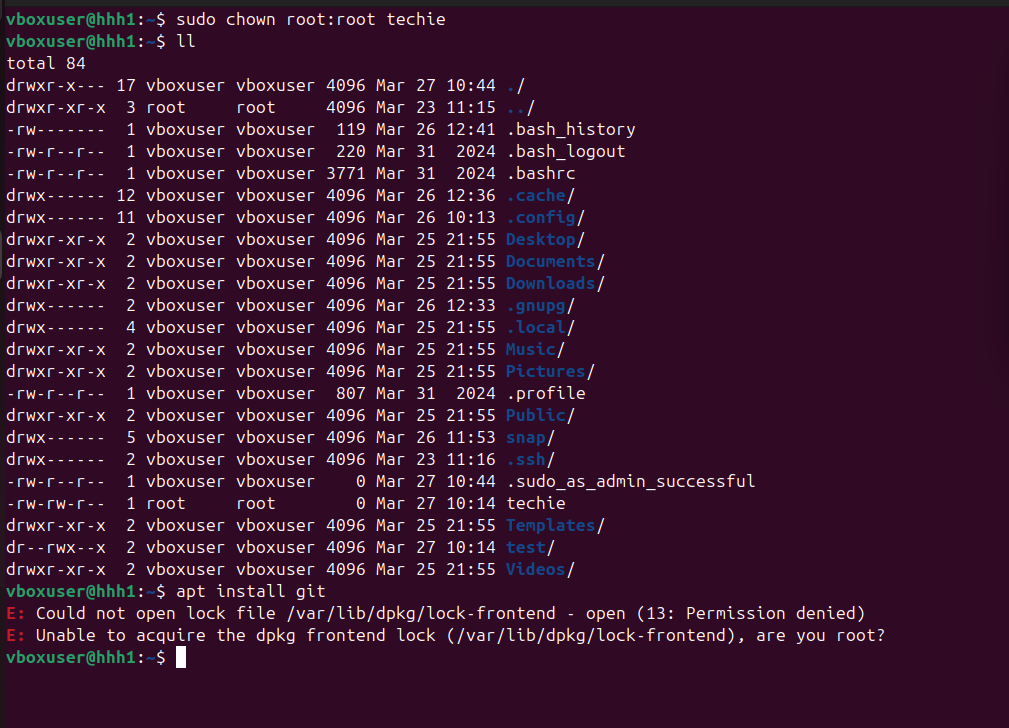 vboxuser@hhh1:~$ sudo chown root:root techie
vboxuser@hhh1:~$ ll
total 84
drwxr-x--- 17 vboxuser vboxuser 4096 Mar 27 10:44 ./
drwxr-xr-x  3 root     root     4096 Mar 23 11:15 ../
-rw-------  1 vboxuser vboxuser  119 Mar 26 12:41 .bash_history
-rw-r--r--  1 vboxuser vboxuser  220 Mar 31  2024 .bash_logout
-rw-r--r--  1 vboxuser vboxuser 3771 Mar 31  2024 .bashrc
drwx------ 12 vboxuser vboxuser 4096 Mar 26 12:36 .cache/
drwx------ 11 vboxuser vboxuser 4096 Mar 26 10:13 .config/
drwxr-xr-x  2 vboxuser vboxuser 4096 Mar 25 21:55 Desktop/
drwxr-xr-x  2 vboxuser vboxuser 4096 Mar 25 21:55 Documents/
drwxr-xr-x  2 vboxuser vboxuser 4096 Mar 25 21:55 Downloads/
drwx------  2 vboxuser vboxuser 4096 Mar 26 12:33 .gnupg/
drwx------  4 vboxuser vboxuser 4096 Mar 25 21:55 .local/
drwxr-xr-x  2 vboxuser vboxuser 4096 Mar 25 21:55 Music/
drwxr-xr-x  2 vboxuser vboxuser 4096 Mar 25 21:55 Pictures/
-rw-r--r--  1 vboxuser vboxuser  807 Mar 31  2024 .profile
drwxr-xr-x  2 vboxuser vboxuser 4096 Mar 25 21:55 Public/
drwx------  5 vboxuser vboxuser 4096 Mar 26 11:53 snap/
drwx------  2 vboxuser vboxuser 4096 Mar 23 11:16 .ssh/
-rw-r--r--  1 vboxuser vboxuser    0 Mar 27 10:44 .sudo_as_admin_successful
-rw-rw-r--  1 root     root        0 Mar 27 10:14 techie
drwxr-xr-x  2 vboxuser vboxuser 4096 Mar 25 21:55 Templates/
dr--rwx--x  2 vboxuser vboxuser 4096 Mar 27 10:14 test/
drwxr-xr-x  2 vboxuser vboxuser 4096 Mar 25 21:55 Videos/
vboxuser@hhh1:~$ apt install git
E: Could not open lock file /var/lib/dpkg/lock-frontend - open (13: Permission denied)
E: Unable to acquire the dpkg frontend lock (/var/lib/dpkg/lock-frontend), are you root?
vboxuser@hhh1:~$